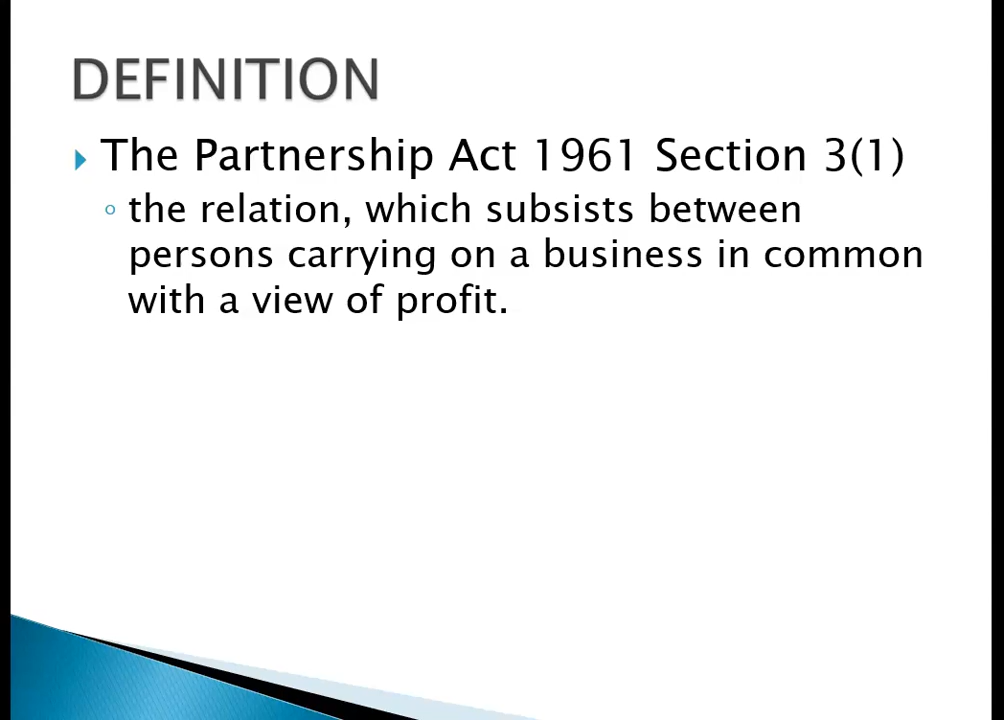 DEFINITION
The Partnership Act 1961 Section 3(1)
the relation, which subsists between
persons carrying on a business in common
with a view of profit.